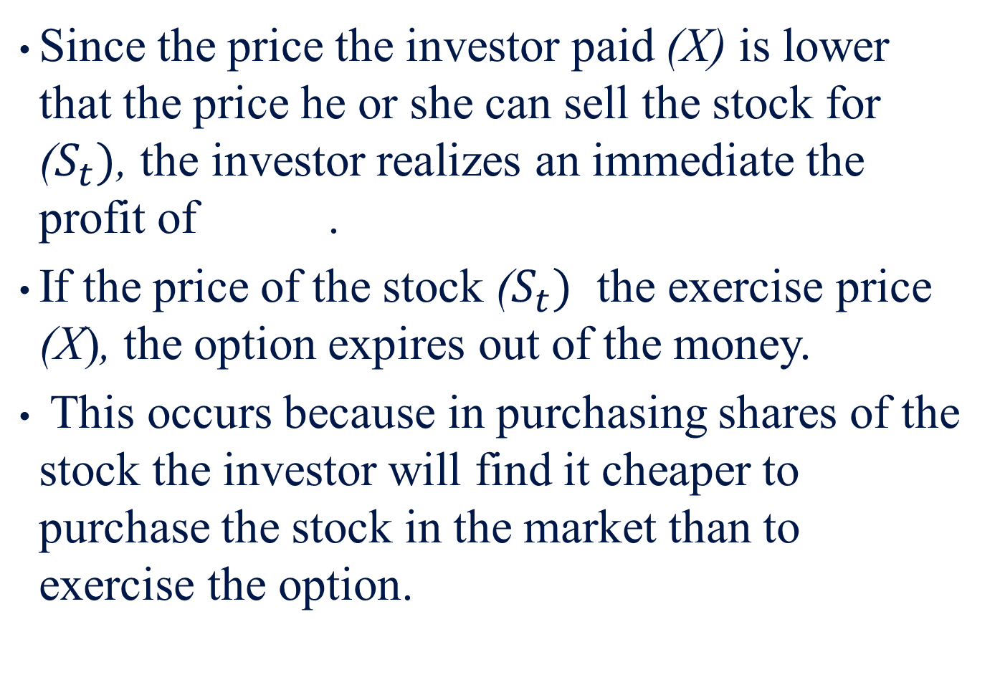 • Since the price the investor paid (X) is lower
that the price he or she can sell the stock for
(Sₜ), the investor realizes an immediate the
profit of .
• If the price of the stock (Sₜ) the exercise price
(X), the option expires out of the money.
• This occurs because in purchasing shares of the
stock the investor will find it cheaper to
purchase the stock in the market than to
exercise the option.